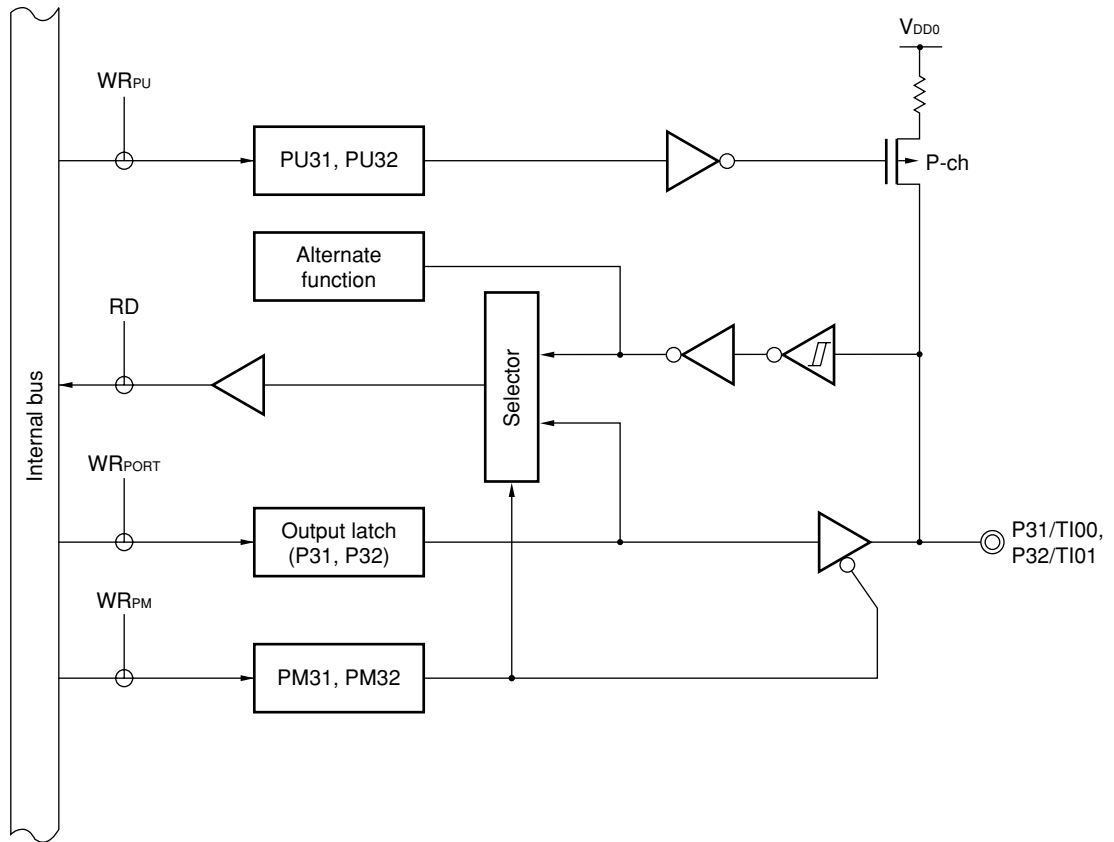 VDD0
WRPU
PU31, PU32
P-ch
Alternate
function
RD
Selector
Internal bus
WRPORT
Output latch
(P31, P32)
P31/TI00,
P32/TI01
WRPM
PM31, PM32